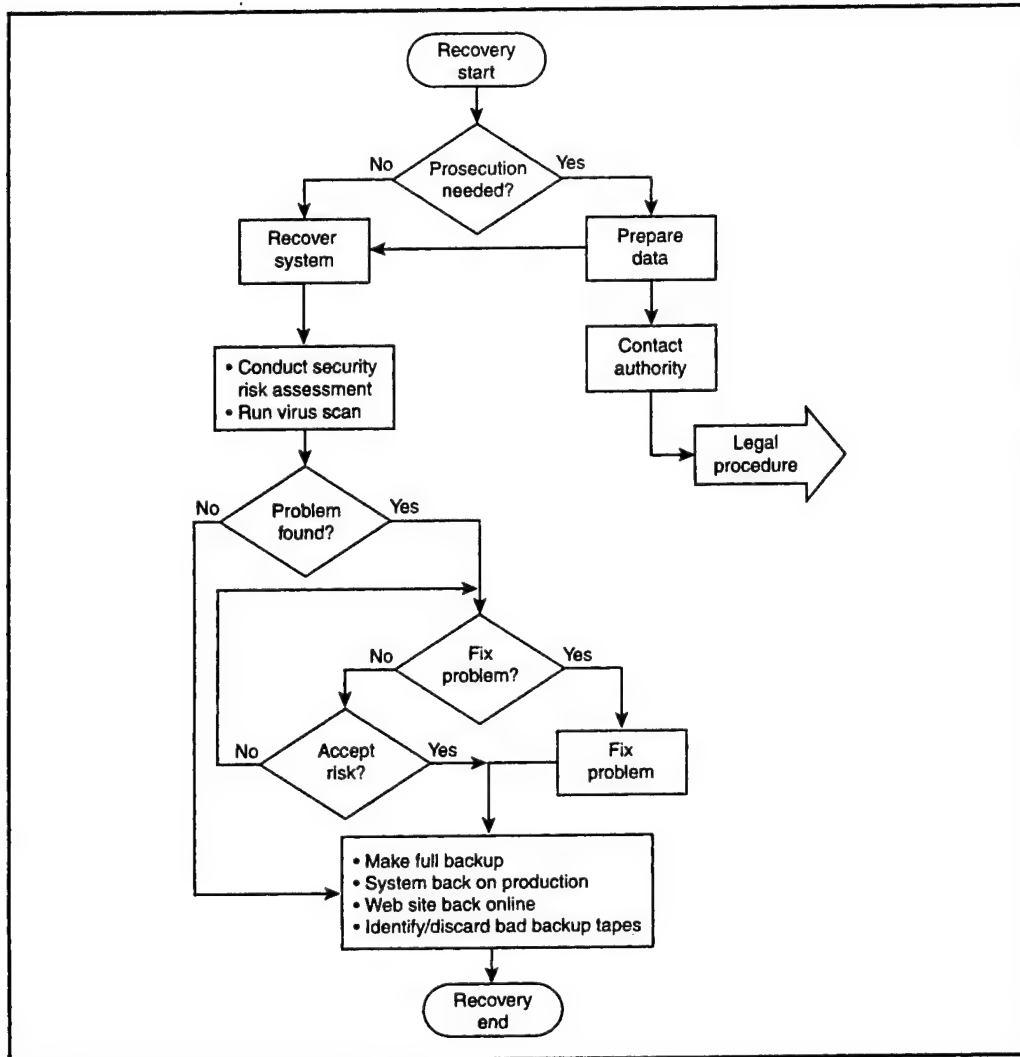 Recovery
start
Prosecution
needed?
No
Yes
Recover
system
Prepare
data
• Conduct security
risk assessment
• Run virus scan
Contact
authority
Legal
procedure
Problem
found?
No
Yes
Fix
problem?
No
Yes
Accept
risk?
No
Yes
Fix
problem
• Make full backup
• System back on production
• Web site back online
• Identify/discard bad backup tapes
Recovery
end